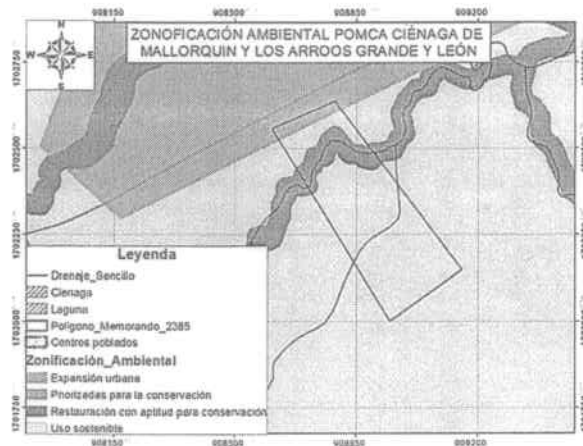 908150 908500 908850 909200
ZONOFICACIÓN AMBIENTAL POMCA CIÉNAGA DE
MALLORQUIN Y LOS ARROOS GRANDE Y LEÓN
N
W E
S
1702750
1702500
1702250
1702000
1701750
Leyenda
Drenaje_Sencillo
Cienaga
Laguna
Poligono_Memorando_2385
Centros poblados
Zonificación_Ambiental
Expansión urbana
Priorizadas para la conservación
Restauración con aptitud para conservación
Uso sostenible
908150 908500 908850 909200